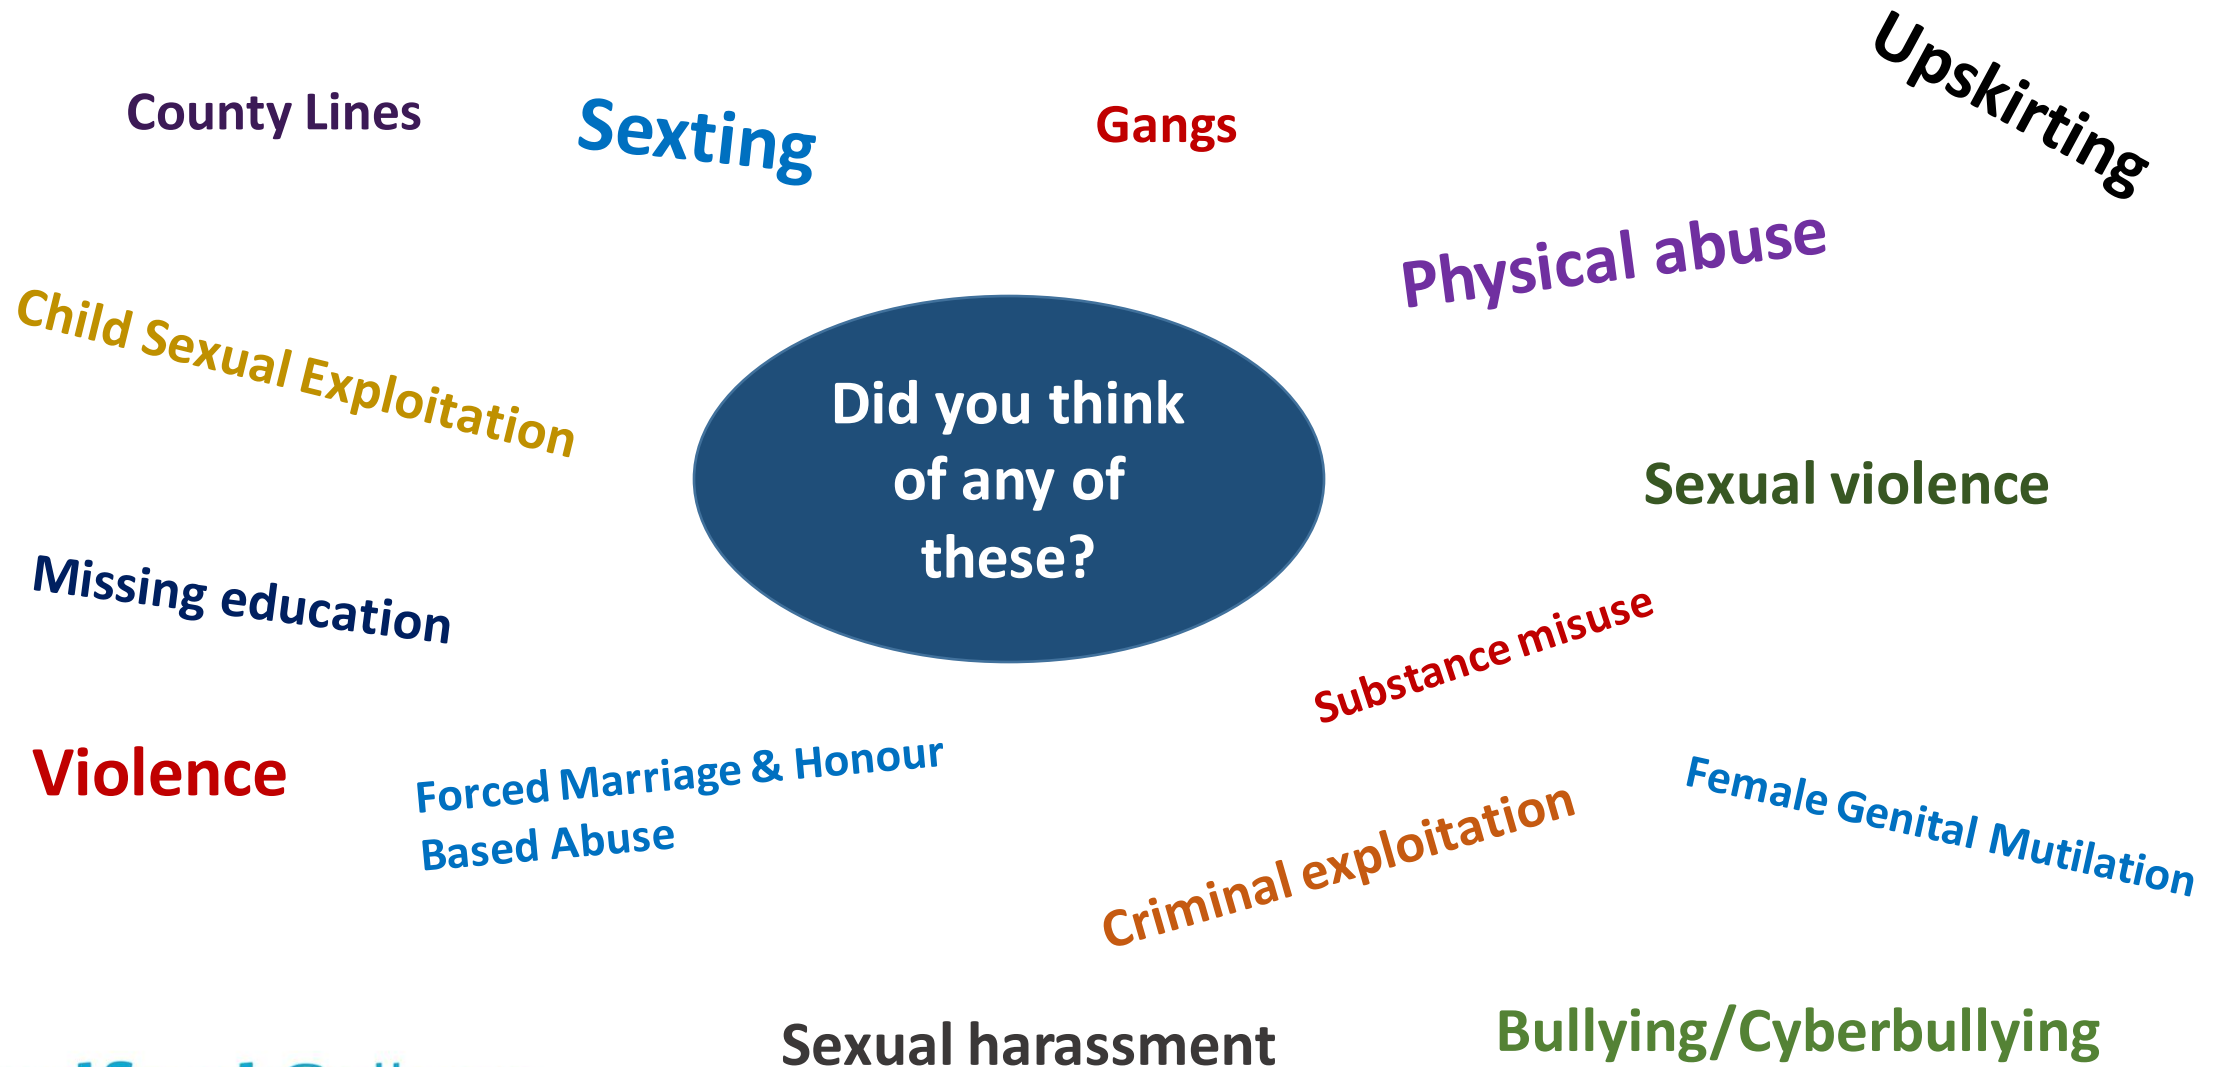 Upskirting
County Lines
Sexting
Gangs
Physical abuse
Child Sexual Exploitation
Did you think
of any of
these?
Sexual violence
Missing education
Substance misuse
Violence
Forced Marriage & Honour
Based Abuse
Female Genital Mutilation
Criminal exploitation
Sexual harassment
Bullying/Cyberbullying